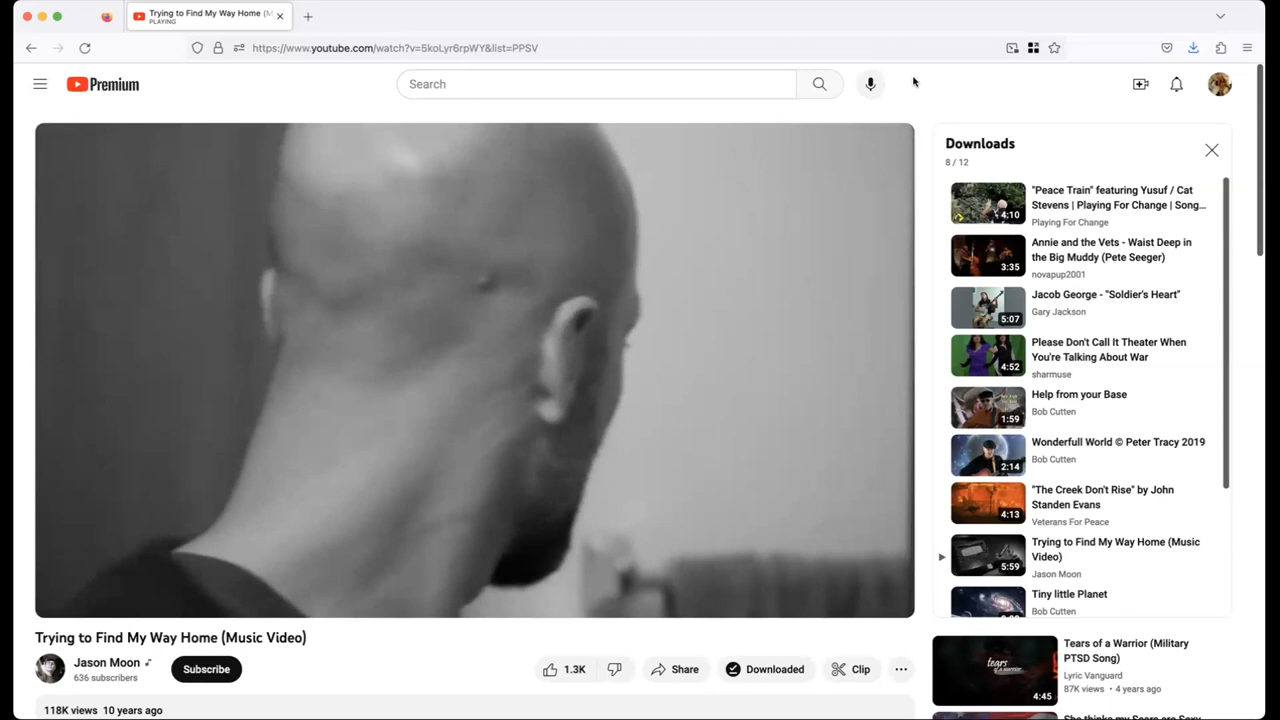 Trying to Find My Way Home (M
PLAYING
https://www.youtube.com/watch?v=5koLyr6rpWY&list=PPSV
Premium
Search
Downloads
8 / 12
"Peace Train" featuring Yusuf / Cat
Stevens | Playing For Change | Song...
Playing For Change
4:10
Annie and the Vets - Waist Deep in
the Big Muddy (Pete Seeger)
novapup2001
3:35
Jacob George - "Soldier's Heart"
Gary Jackson
5:07
Please Don't Call It Theater When
You're Talking About War
sharmuse
4:52
Help from your Base
Bob Cutten
1:59
Wonderfull World © Peter Tracy 2019
Bob Cutten
2:14
"The Creek Don't Rise" by John
Standen Evans
Veterans For Peace
4:13
Trying to Find My Way Home (Music
Video)
Jason Moon
5:59
Tiny little Planet
Bob Cutten
Trying to Find My Way Home (Music Video)
Jason Moon
636 subscribers
Subscribe
1.3K
Share
Downloaded
Clip
118K views 10 years ago
tears
of a warrior
4:45
Tears of a Warrior (Military
PTSD Song)
Lyric Vanguard
87K views • 4 years ago